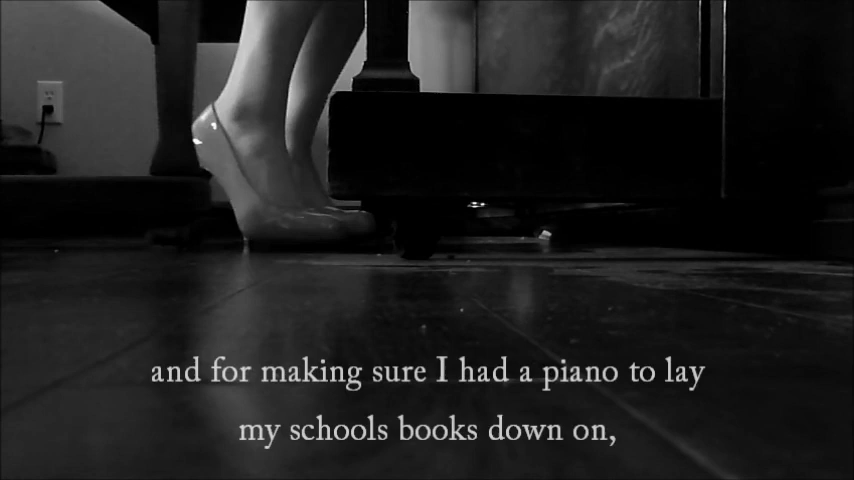 and for making sure I had a piano to lay
my schools books down on,